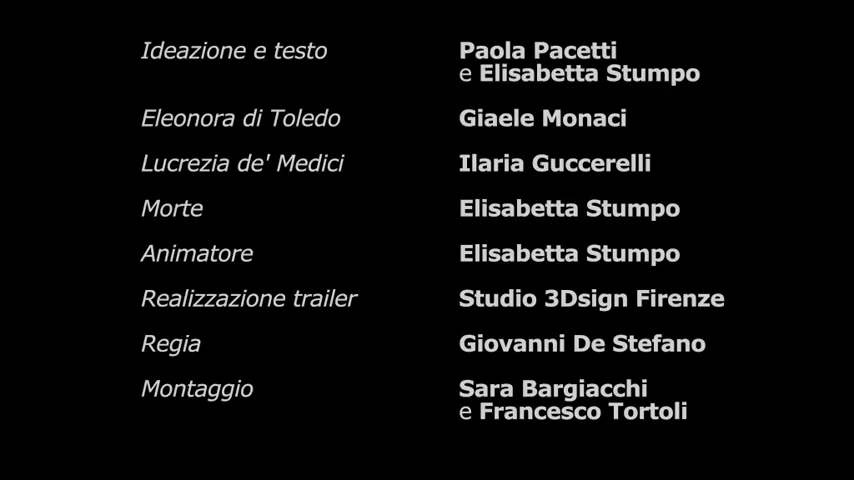 Ideazione e testo Paola Pacetti
e Elisabetta Stumpo
Eleonora di Toledo Giaele Monaci
Lucrezia de' Medici Ilaria Guccerelli
Morte Elisabetta Stumpo
Animatore Elisabetta Stumpo
Realizzazione trailer Studio 3Dsign Firenze
Regia Giovanni De Stefano
Montaggio Sara Bargiacchi
e Francesco Tortoli